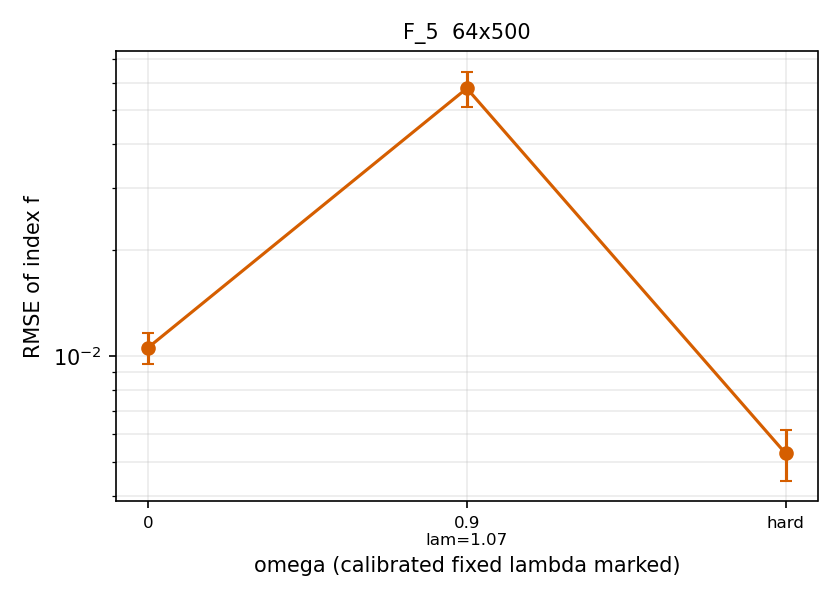 F_5 64x500
RMSE of index f
10⁻²
0
0.9
lam=1.07
hard
omega (calibrated fixed lambda marked)